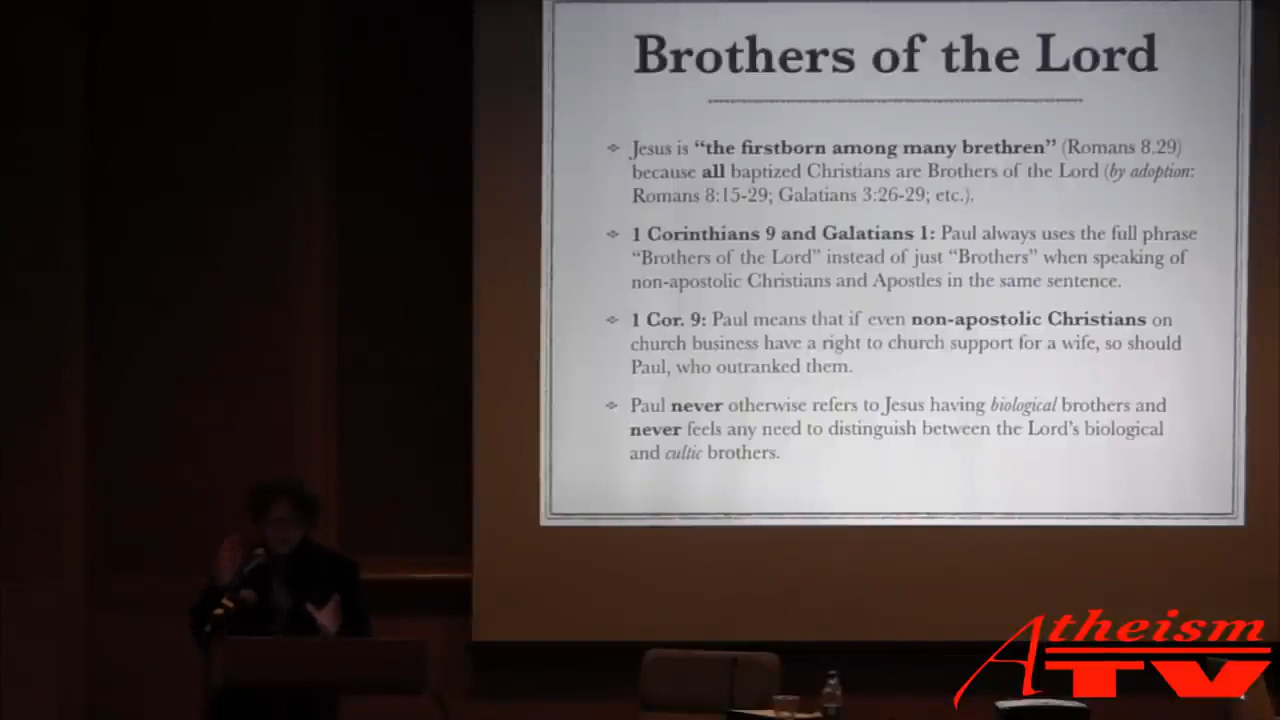 Brothers of the Lord
Jesus is “the firstborn among many brethren” (Romans 8.29)
because all baptized Christians are Brothers of the Lord (by adoption:
Romans 8:15-29; Galatians 3:26-29; etc.).
1 Corinthians 9 and Galatians 1: Paul always uses the full phrase
“Brothers of the Lord” instead of just “Brothers” when speaking of
non-apostolic Christians and Apostles in the same sentence.
1 Cor. 9: Paul means that if even non-apostolic Christians on
church business have a right to church support for a wife, so should
Paul, who outranked them.
Paul never otherwise refers to Jesus having biological brothers and
never feels any need to distinguish between the Lord’s biological
and cultic brothers.
Atheism
TV